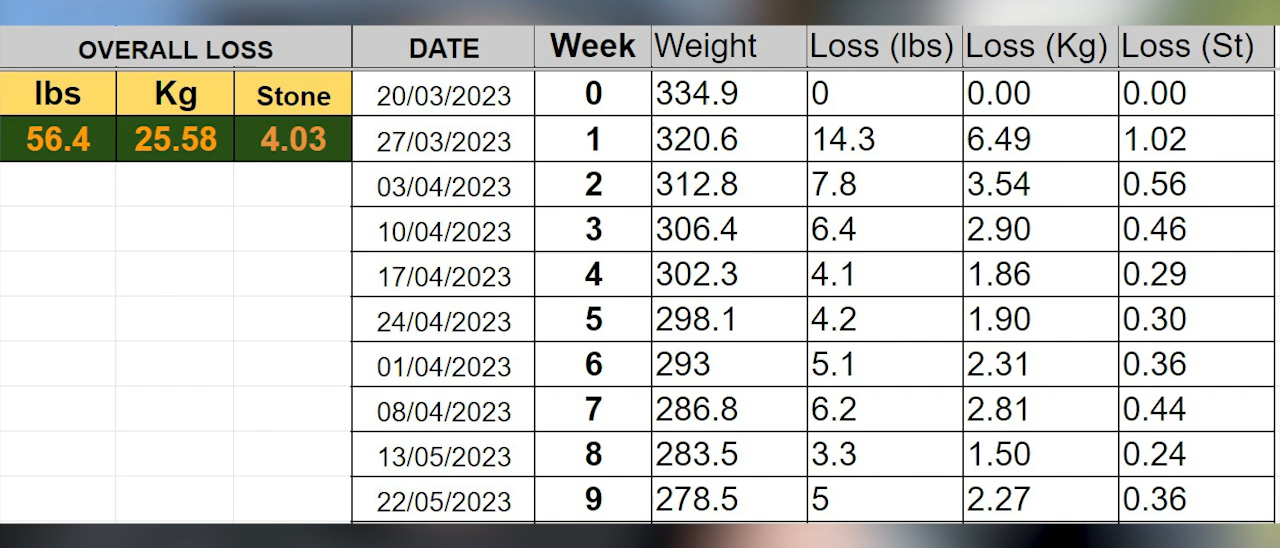 OVERALL LOSS DATE Week Weight Loss (lbs) Loss (Kg) Loss (St)
lbs Kg Stone 20/03/2023 0 334.9 0 0.00 0.00
56.4 25.58 4.03 27/03/2023 1 320.6 14.3 6.49 1.02
03/04/2023 2 312.8 7.8 3.54 0.56
10/04/2023 3 306.4 6.4 2.90 0.46
17/04/2023 4 302.3 4.1 1.86 0.29
24/04/2023 5 298.1 4.2 1.90 0.30
01/04/2023 6 293 5.1 2.31 0.36
08/04/2023 7 286.8 6.2 2.81 0.44
13/05/2023 8 283.5 3.3 1.50 0.24
22/05/2023 9 278.5 5 2.27 0.36